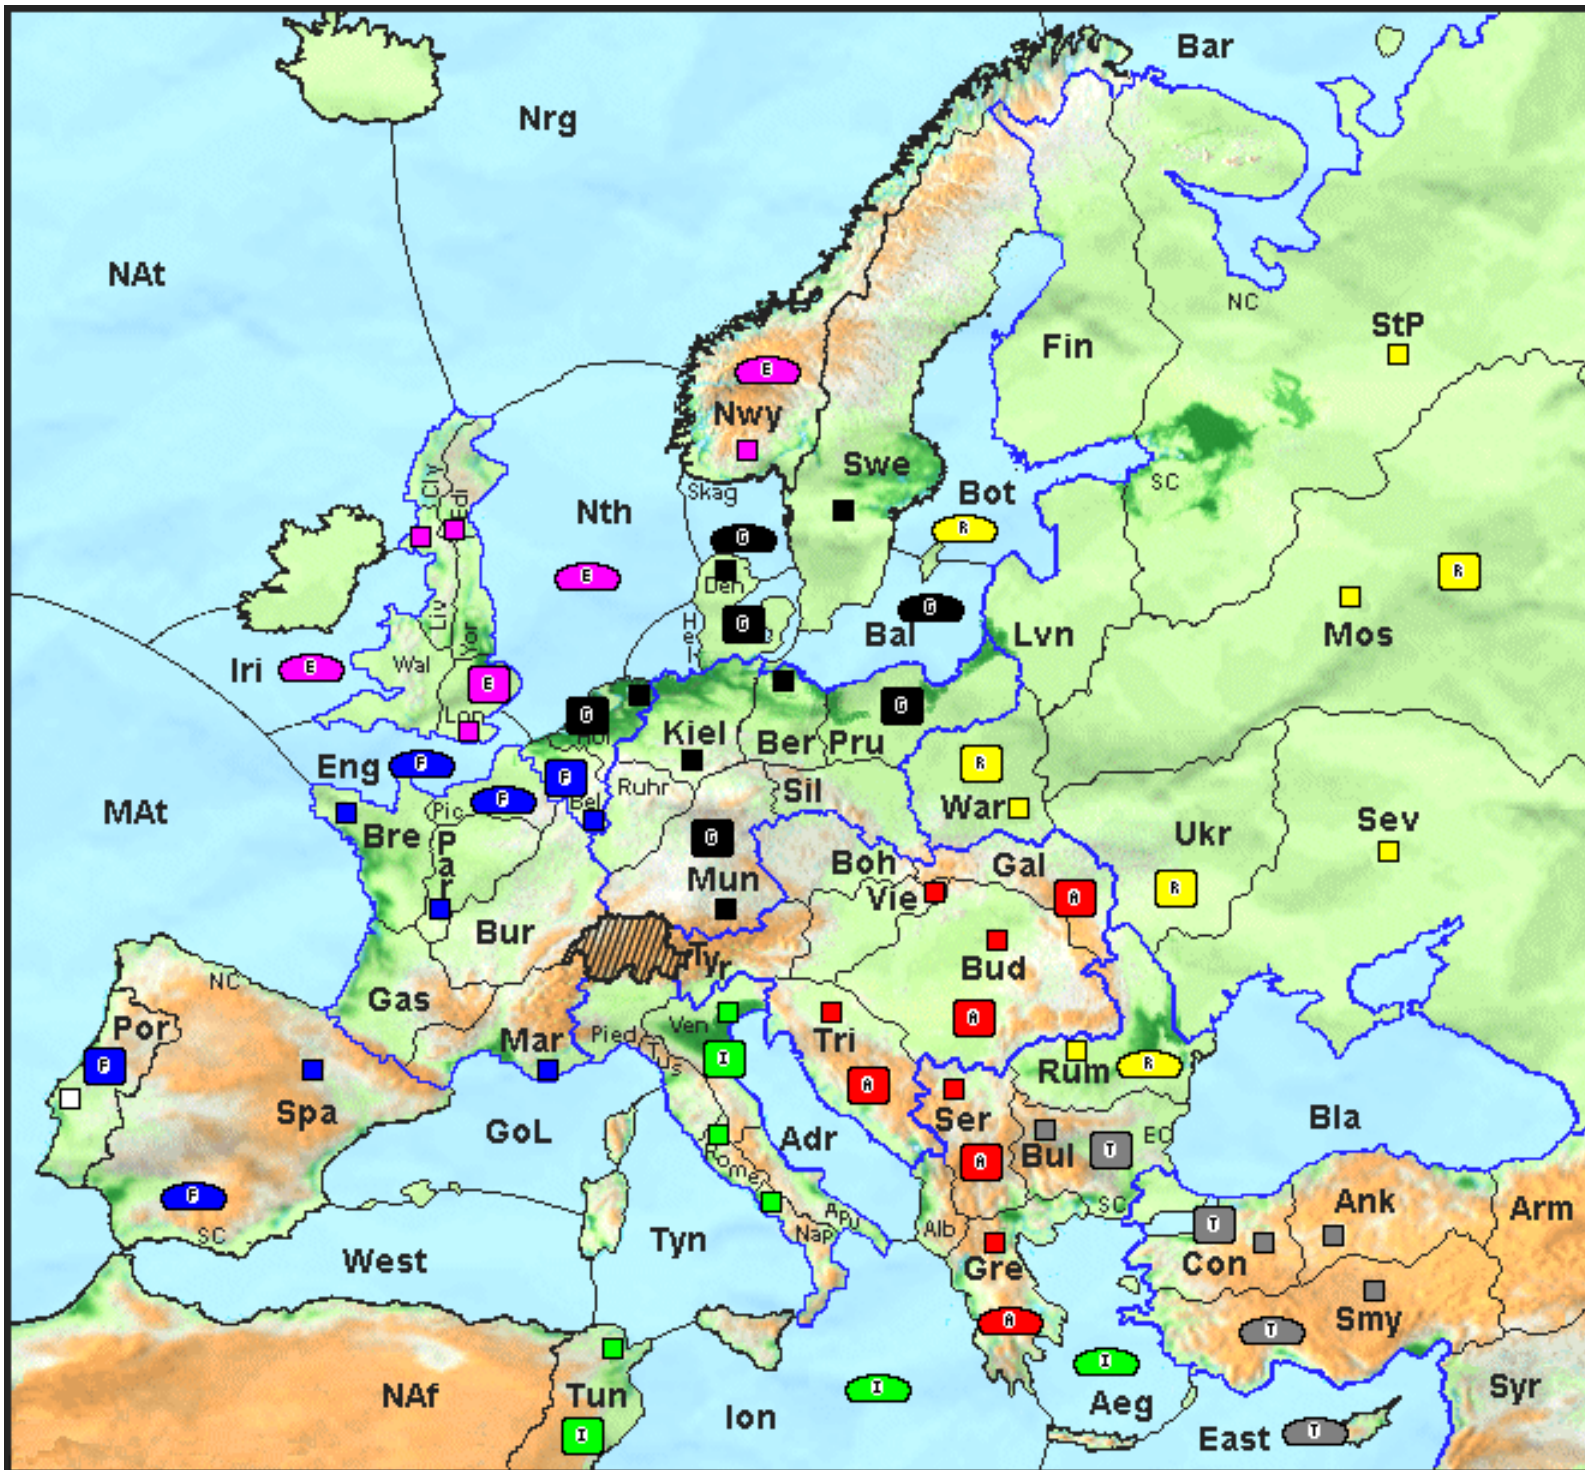 Bar
Nrg
NAt
NC
StP
Fin
E
Nwy
Swe
SC
Skag
Bot
Cly
Edi
Nth
R
G
R
E
Den
G
Bal
Lvn
Mos
G
He
Liv
Yor
Iri
E
Wal
E
G
G
Lon
Kiel
Ber
Pru
Eng
F
F
R
Hol
Ruhr
Sil
War
MAt
F
Pic
Bel
Bre
Par
G
Boh
Gal
Ukr
Sev
Mun
Vie
A
R
Bur
Tyr
Bud
NC
Gas
Por
Mar
Pied
Ven
Tri
A
F
Tus
I
A
Rum
R
Spa
GoL
Adr
Ser
Bla
Rome
A
Bul
T
EC
F
SC
Apu
Nap
Alb
SC
Ank
Arm
West
Tyn
Gre
T
Con
A
T
Smy
I
NAf
Tun
I
Aeg
Syr
Ion
I
East
T